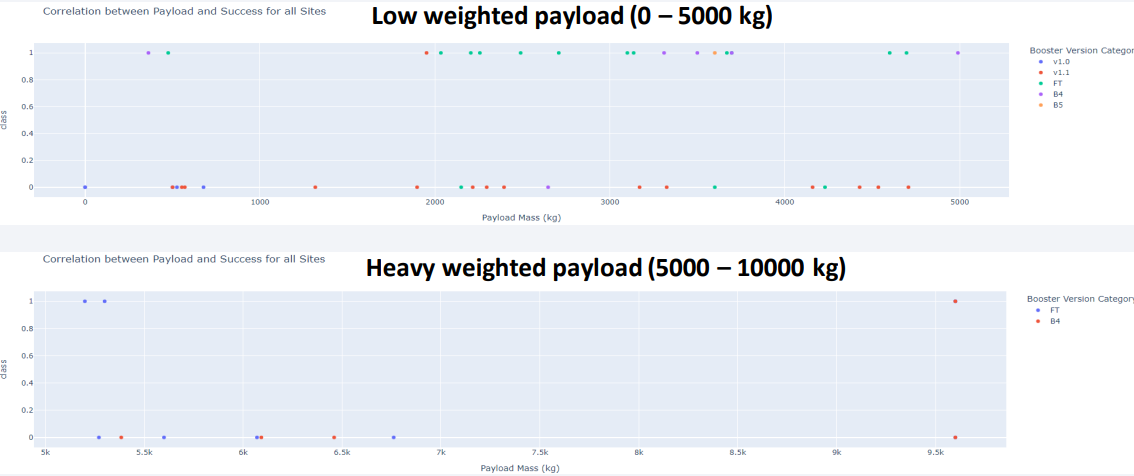 Correlation between Payload and Success for all Sites
Low weighted payload (0 – 5000 kg)
Booster Version Categor
1
0.8
0.6
0.4
0.2
0
class
v1.0
v1.1
FT
B4
B5
0 1000 2000 3000 4000 5000
Payload Mass (kg)
Correlation between Payload and Success for all Sites
Heavy weighted payload (5000 – 10000 kg)
Booster Version Category
1
0.8
0.6
0.4
0.2
0
class
FT
B4
5k 5.5k 6k 6.5k 7k 7.5k 8k 8.5k 9k 9.5k
Payload Mass (kg)